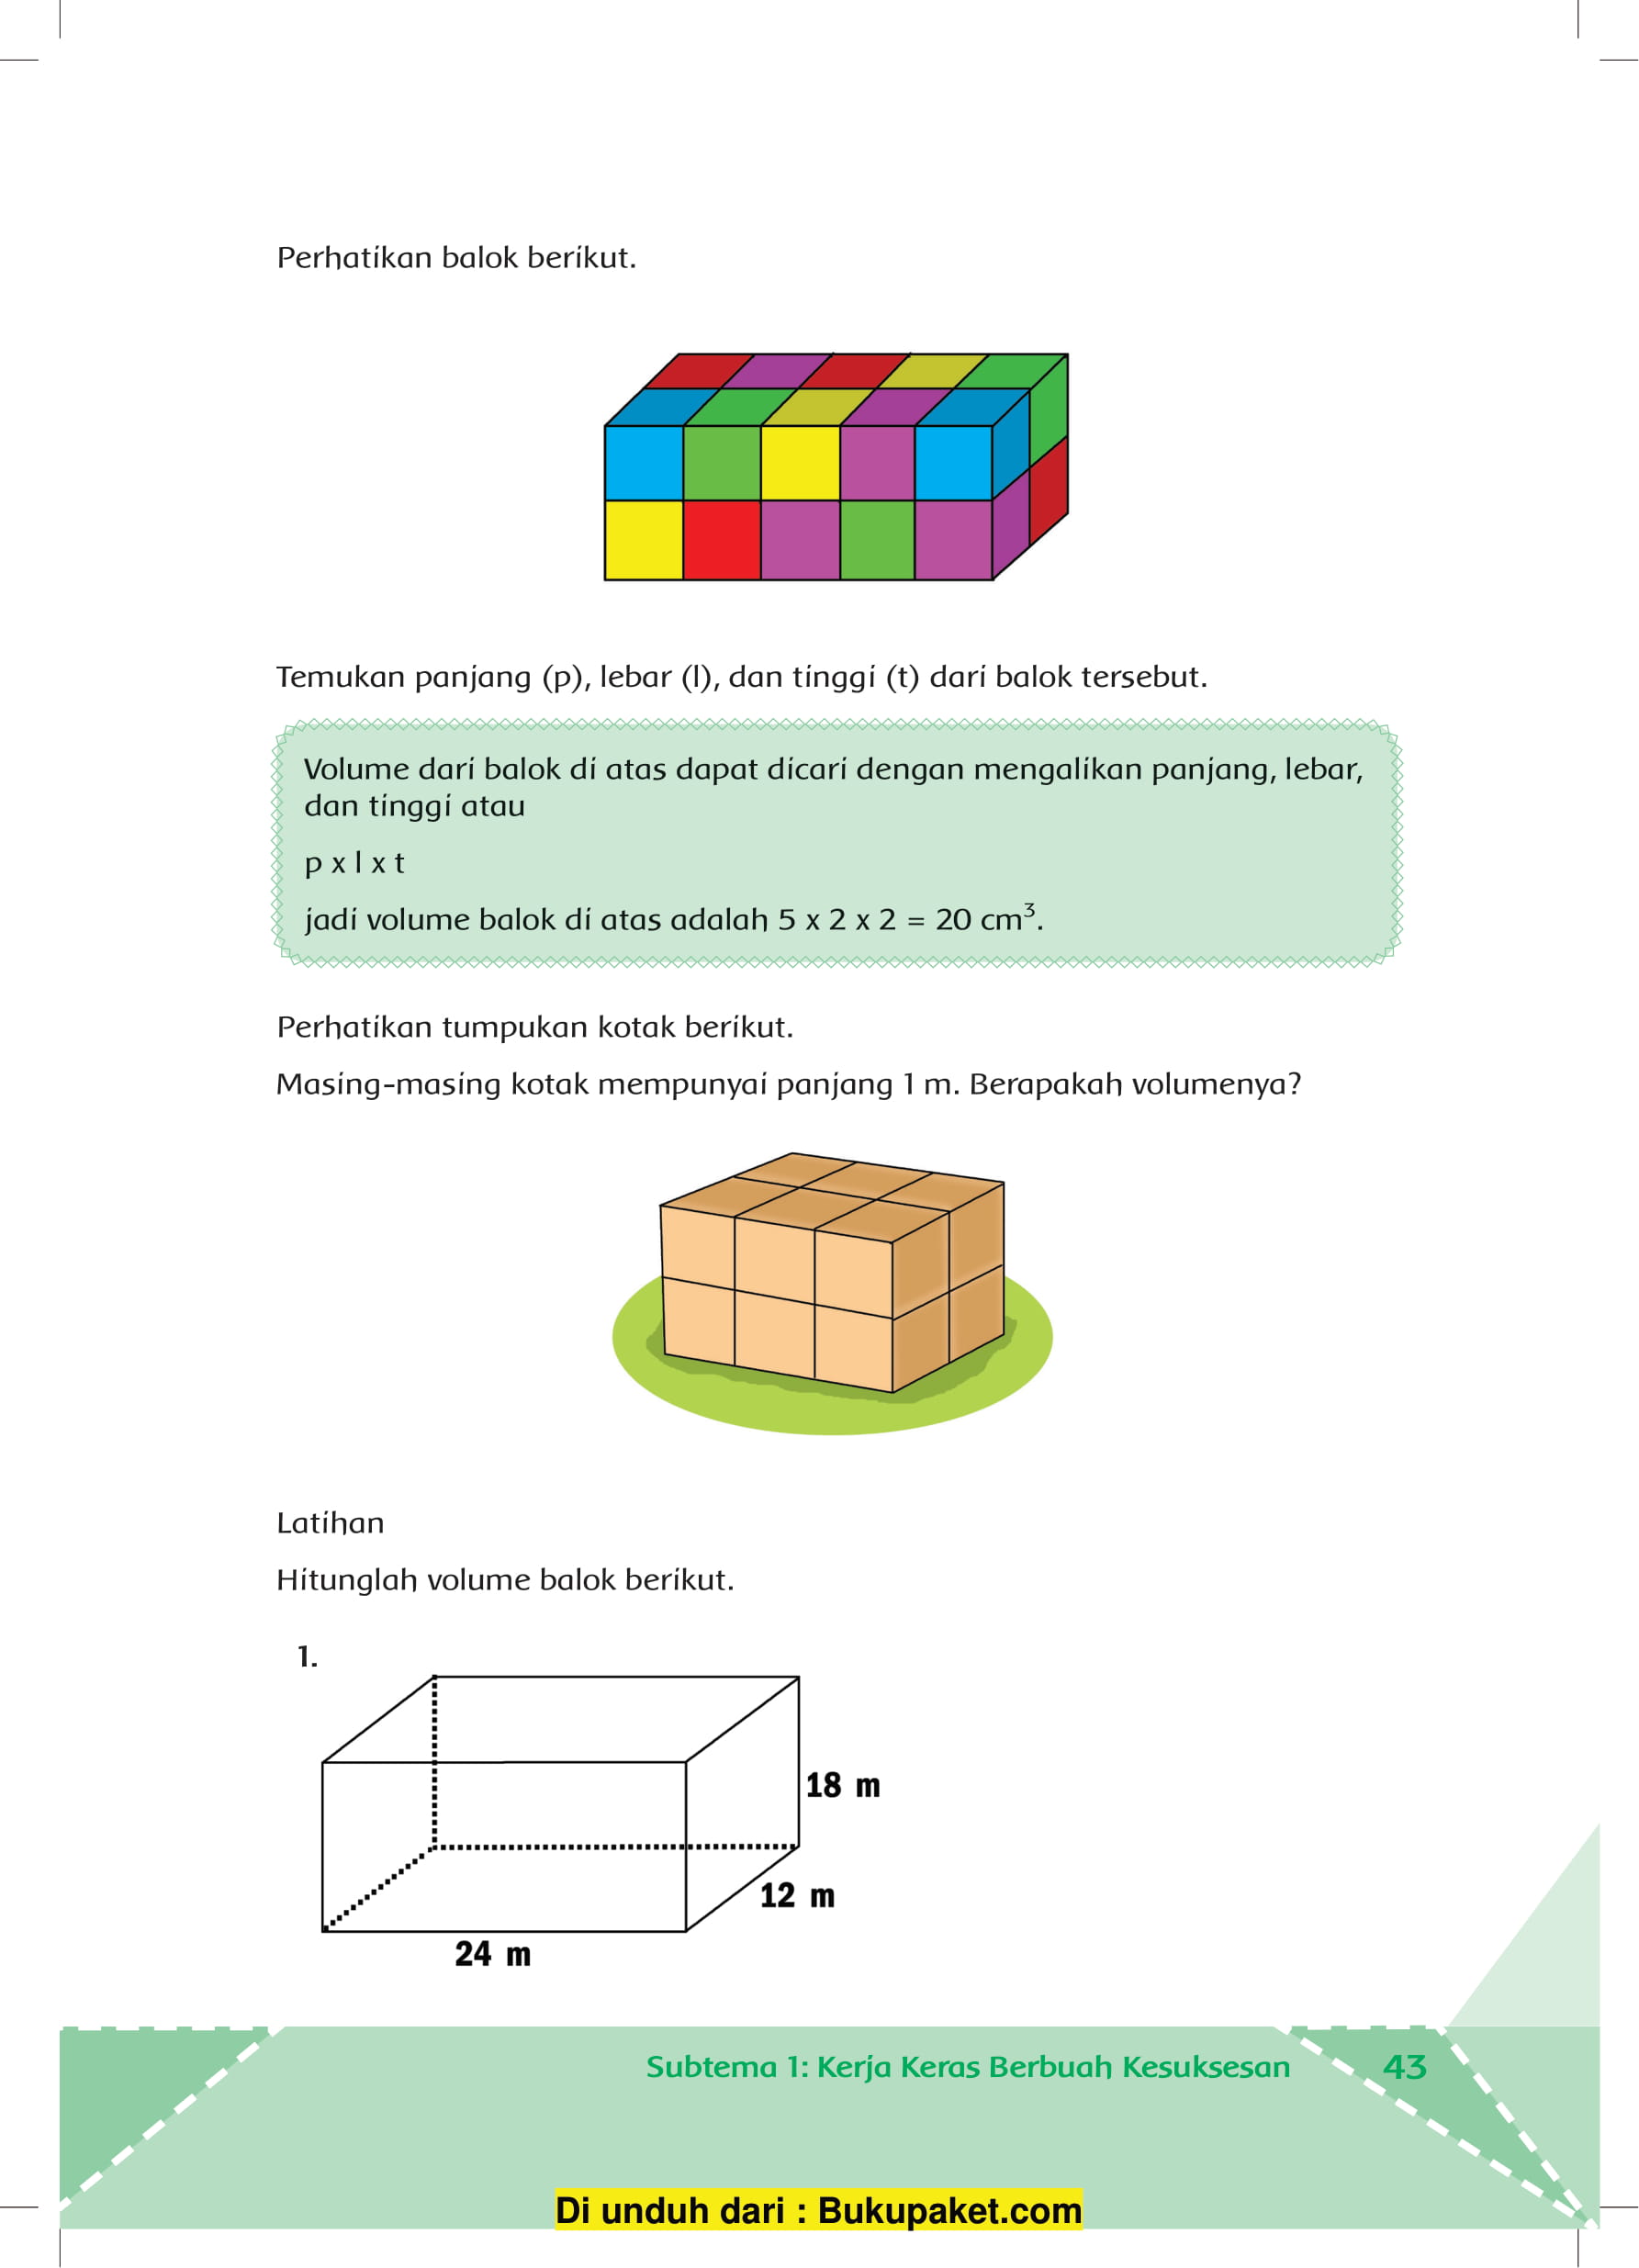 Perhatikan balok berikut.
Temukan panjang (p), lebar (l), dan tinggi (t) dari balok tersebut.
Volume dari balok di atas dapat dicari dengan mengalikan panjang, lebar,
dan tinggi atau
p x l x t
jadi volume balok di atas adalah 5 x 2 x 2 = 20 cm³.
Perhatikan tumpukan kotak berikut.
Masing-masing kotak mempunyai panjang 1 m. Berapakah volumenya?
Latihan
Hitunglah volume balok berikut.
1.
18 m
12 m
24 m
Subtema 1: Kerja Keras Berbuah Kesuksesan 43
Di unduh dari : Bukupaket.com